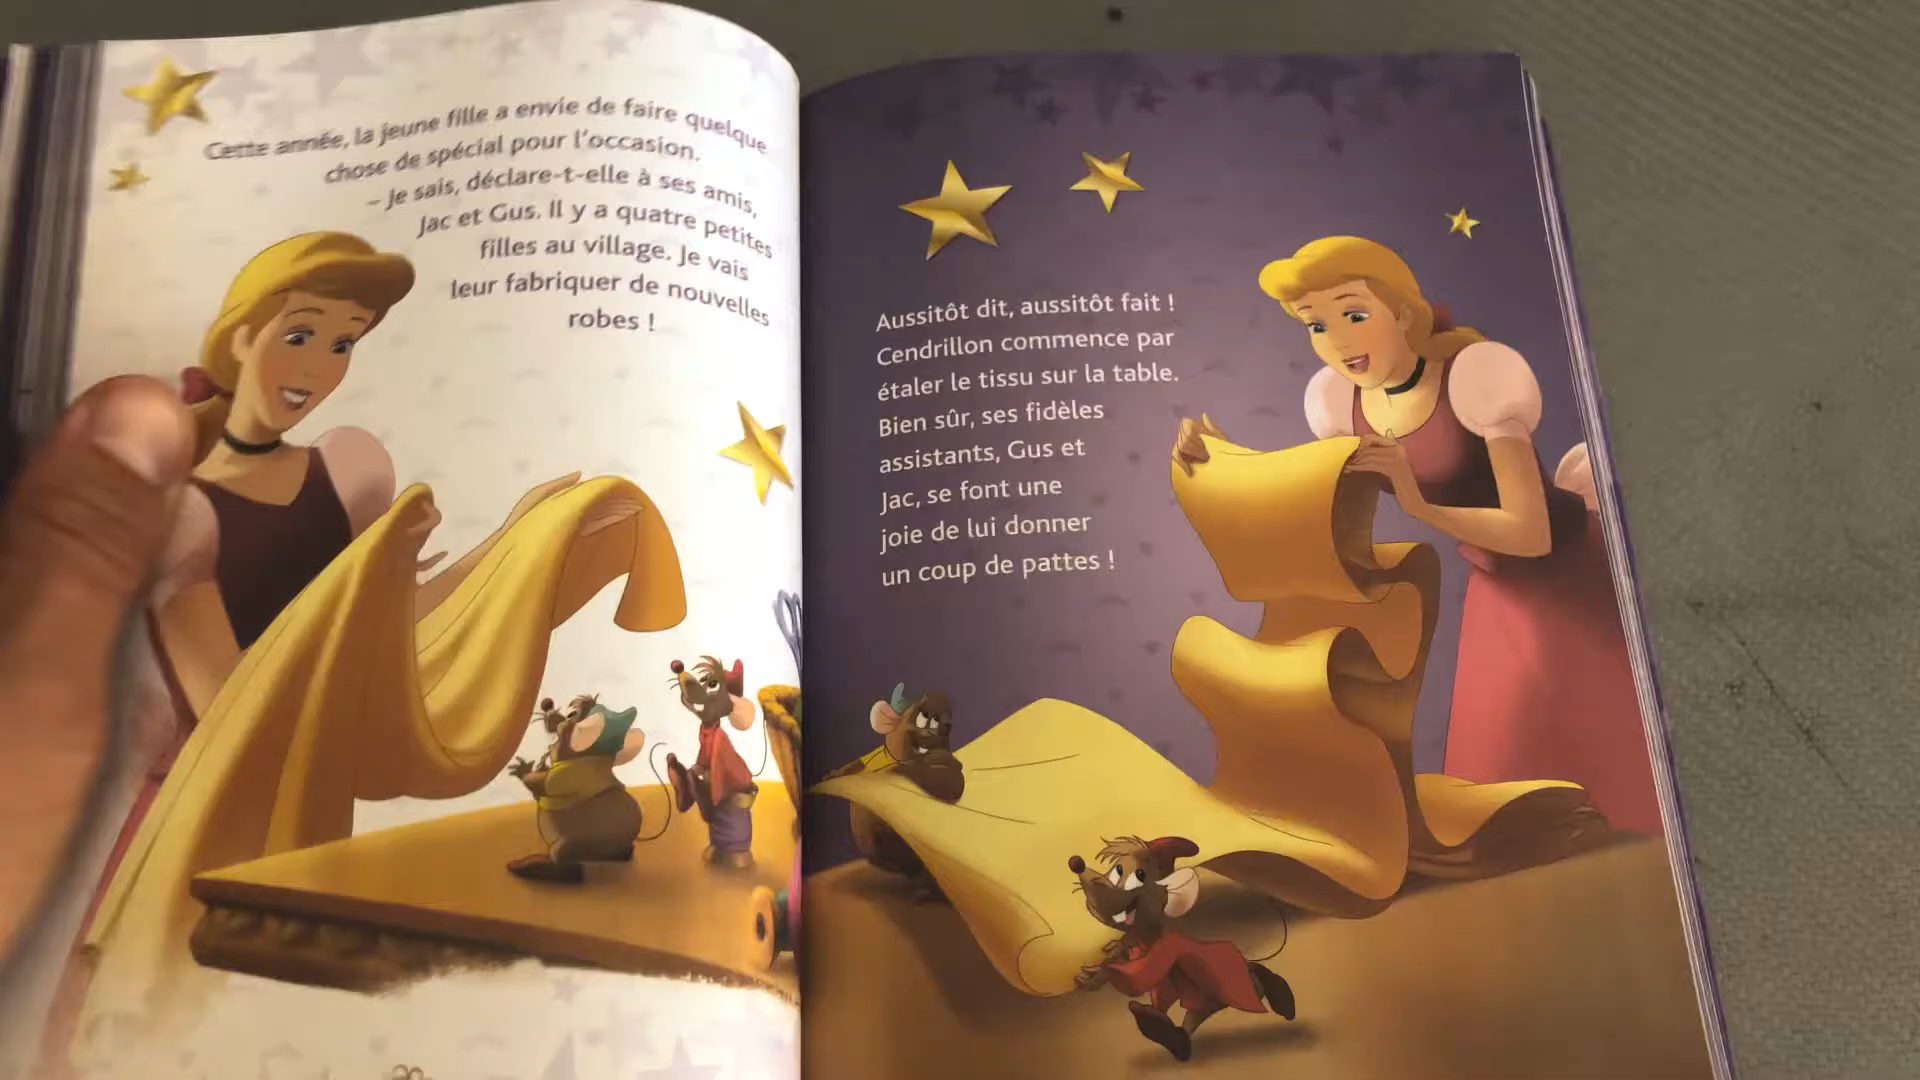 Cette année, la jeune fille a envie de faire quelque
chose de spécial pour l'occasion.
– Je sais, déclare-t-elle à ses amis,
Jac et Gus. Il y a quatre petites
filles au village. Je vais
leur fabriquer de nouvelles
robes !
Aussitôt dit, aussitôt fait !
Cendrillon commence par
étaler le tissu sur la table.
Bien sûr, ses fidèles
assistants, Gus et
Jac, se font une
joie de lui donner
un coup de pattes !